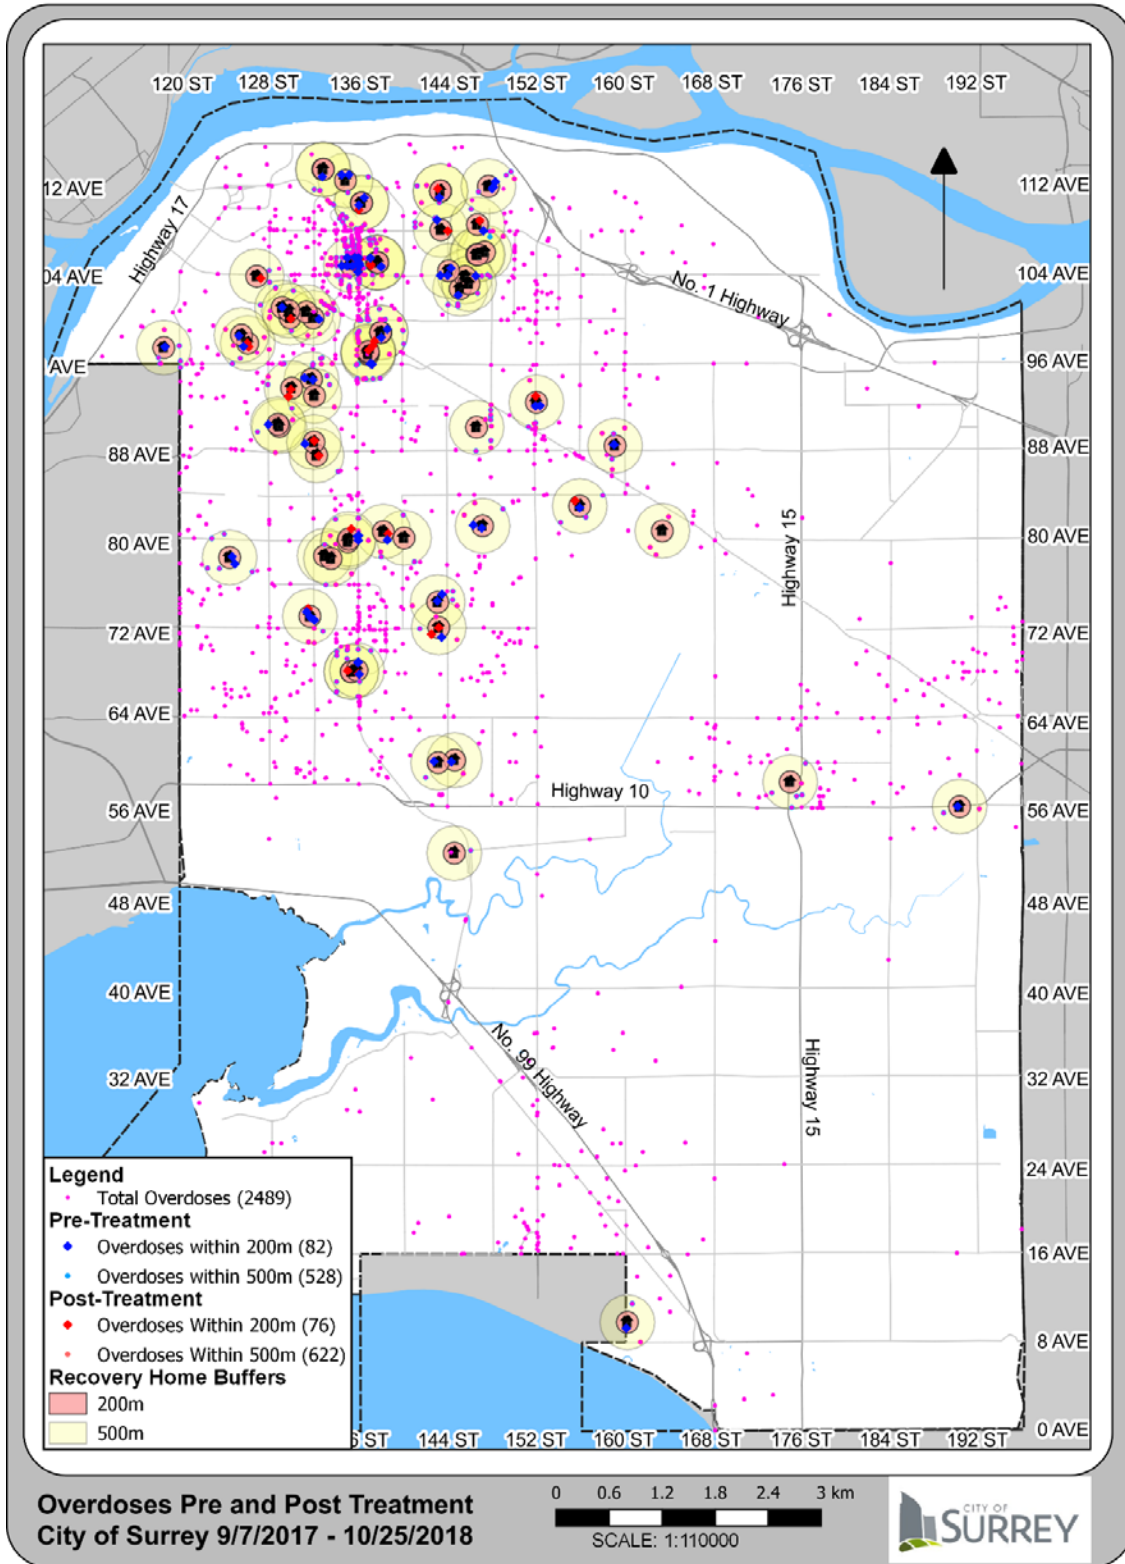 120 ST 128 ST 136 ST 144 ST 152 ST 160 ST 168 ST 176 ST 184 ST 192 ST
12 AVE 112 AVE
Highway 17
04 AVE 104 AVE
No. 1 Highway
AVE 96 AVE
88 AVE 88 AVE
80 AVE 80 AVE
Highway 15
72 AVE 72 AVE
64 AVE 64 AVE
Highway 10
56 AVE 56 AVE
48 AVE 48 AVE
40 AVE 40 AVE
No. 99 Highway
Highway 15
32 AVE 32 AVE
24 AVE
16 AVE
8 AVE
0 AVE
Legend
Total Overdoses (2489)
Pre-Treatment
Overdoses within 200m (82)
Overdoses within 500m (528)
Post-Treatment
Overdoses Within 200m (76)
Overdoses Within 500m (622)
Recovery Home Buffers
200m
500m
6 ST 144 ST 152 ST 160 ST 168 ST 176 ST 184 ST 192 ST
Overdoses Pre and Post Treatment
City of Surrey 9/7/2017 - 10/25/2018
0 0.6 1.2 1.8 2.4 3 km
SCALE: 1:110000
CITY OF
SURREY